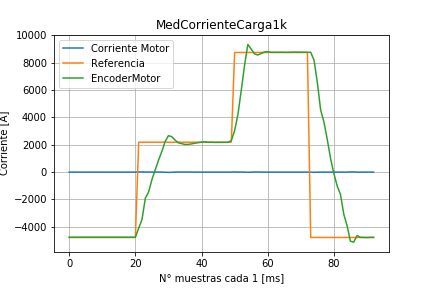 MedCorrienteCarga1k
Corriente [A]
10000
8000
6000
4000
2000
0
−2000
−4000
Corriente Motor
Referencia
EncoderMotor
0 20 40 60 80
N° muestras cada 1 [ms]